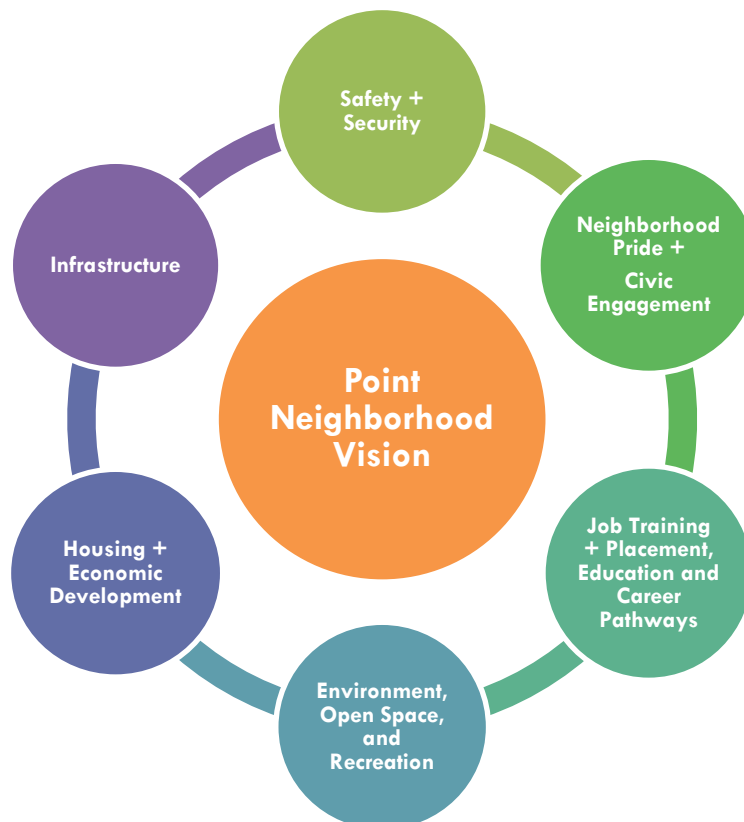 Safety +
Security
Neighborhood
Pride +
Civic
Engagement
Infrastructure
Point
Neighborhood
Vision
Job Training
+ Placement,
Education and
Career
Pathways
Housing +
Economic
Development
Environment,
Open Space,
and
Recreation